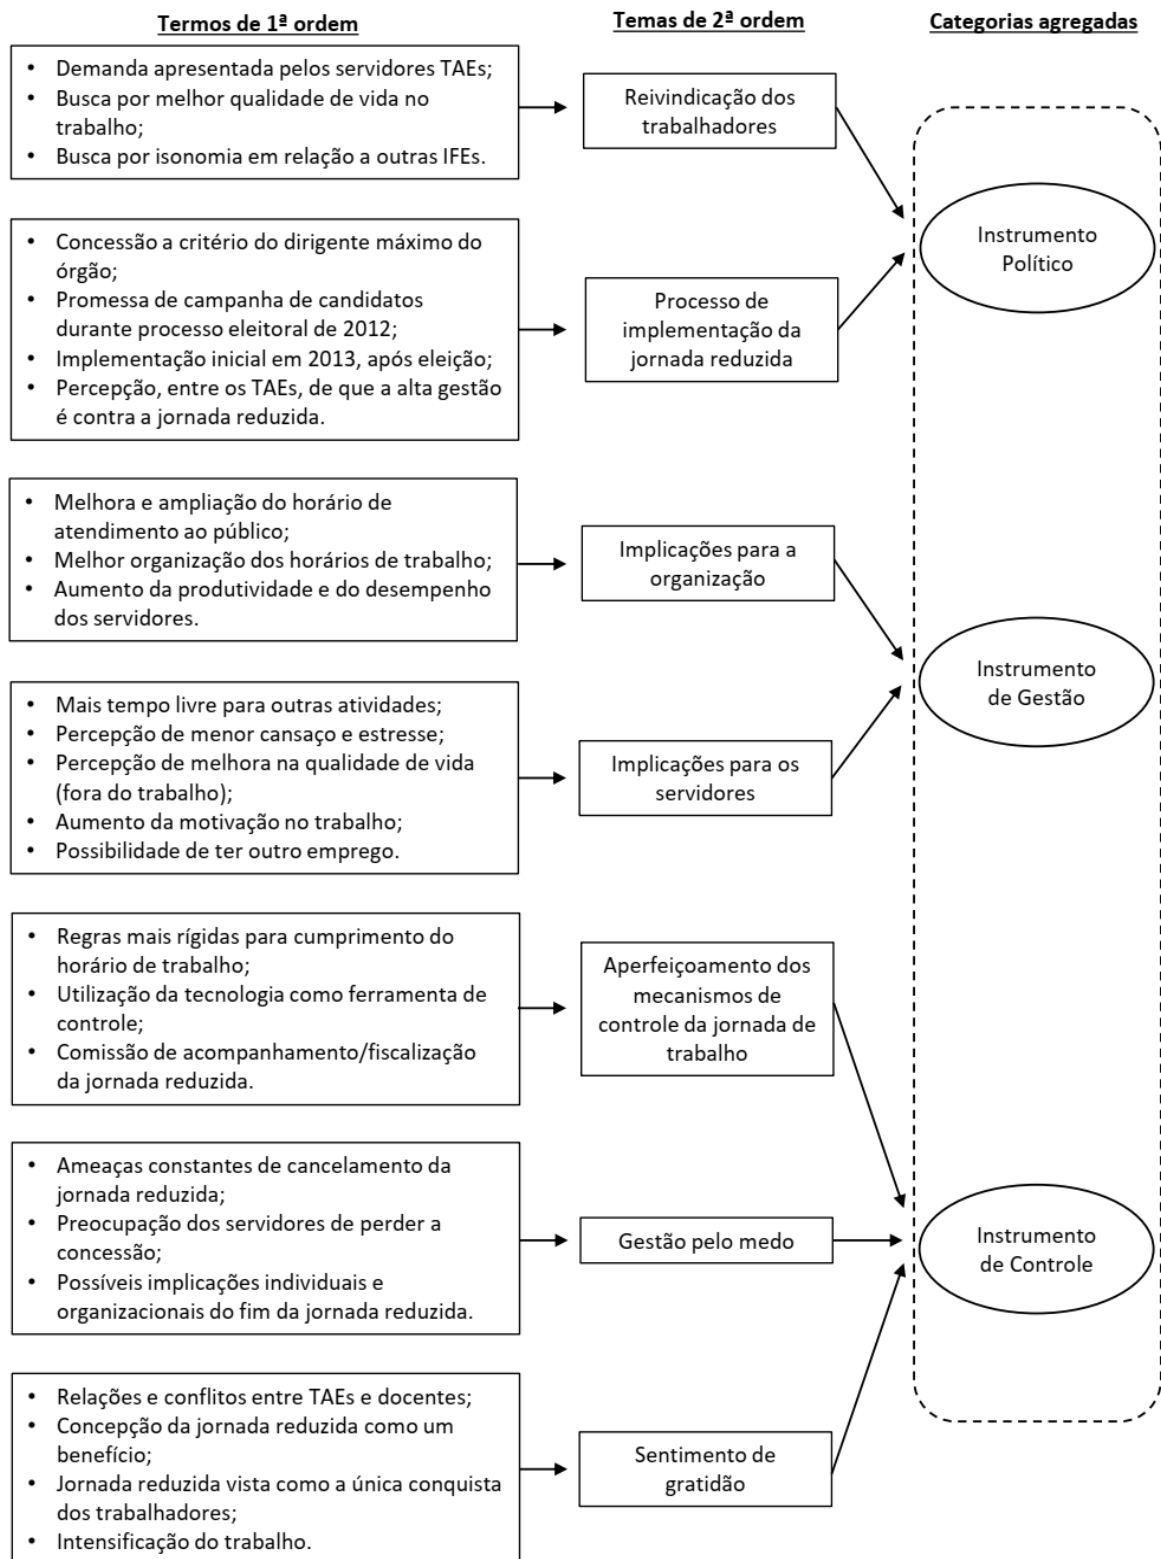 Termos de 1ª ordem
Temas de 2ª ordem
Categorias agregadas
• Demanda apresentada pelos servidores TAEs;
• Busca por melhor qualidade de vida no
trabalho;
• Busca por isonomia em relação a outras IFEs.
Reivindicação dos
trabalhadores
• Concessão a critério do dirigente máximo do
órgão;
• Promessa de campanha de candidatos
durante processo eleitoral de 2012;
• Implementação inicial em 2013, após eleição;
• Percepção, entre os TAEs, de que a alta gestão
é contra a jornada reduzida.
Processo de
implementação da
jornada reduzida
Instrumento
Político
• Melhora e ampliação do horário de
atendimento ao público;
• Melhor organização dos horários de trabalho;
• Aumento da produtividade e do desempenho
dos servidores.
Implicações para a
organização
• Mais tempo livre para outras atividades;
• Percepção de menor cansaço e estresse;
• Percepção de melhora na qualidade de vida
(fora do trabalho);
• Aumento da motivação no trabalho;
• Possibilidade de ter outro emprego.
Implicações para os
servidores
Instrumento
de Gestão
• Regras mais rígidas para cumprimento do
horário de trabalho;
• Utilização da tecnologia como ferramenta de
controle;
• Comissão de acompanhamento/fiscalização
da jornada reduzida.
Aperfeiçoamento dos
mecanismos de
controle da jornada de
trabalho
• Ameaças constantes de cancelamento da
jornada reduzida;
• Preocupação dos servidores de perder a
concessão;
• Possíveis implicações individuais e
organizacionais do fim da jornada reduzida.
Gestão pelo medo
Instrumento
de Controle
• Relações e conflitos entre TAEs e docentes;
• Concepção da jornada reduzida como um
benefício;
• Jornada reduzida vista como a única conquista
dos trabalhadores;
• Intensificação do trabalho.
Sentimento de
gratidão